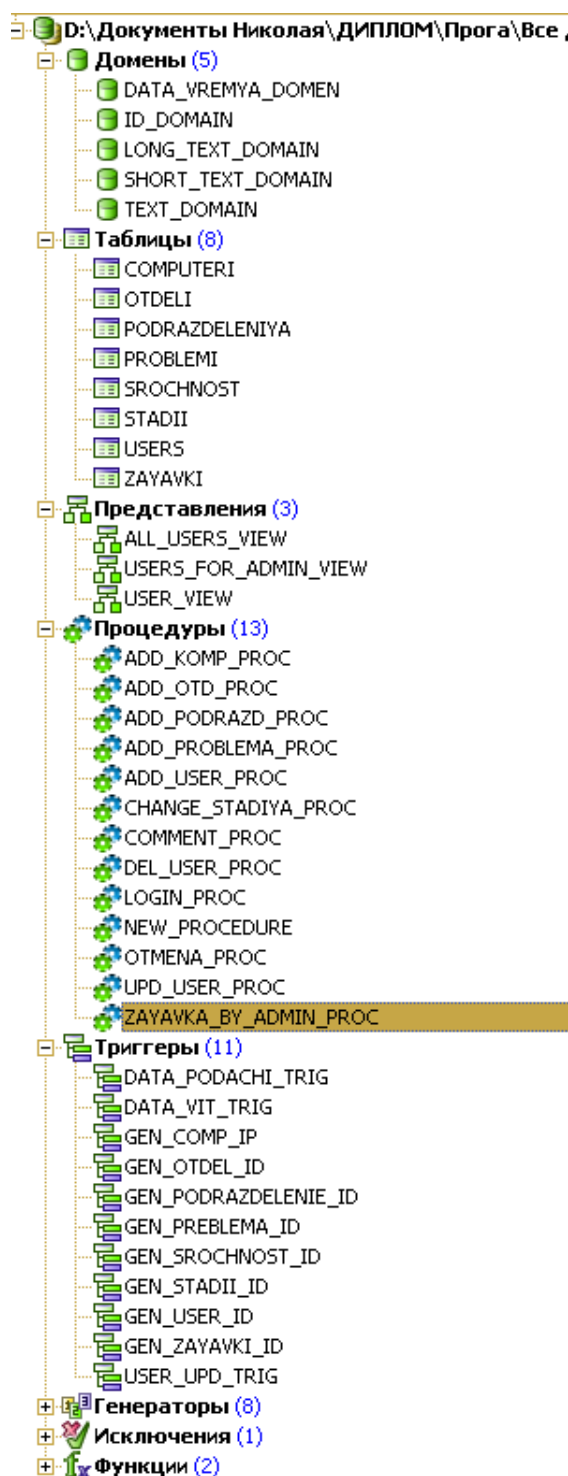 D:\Документы Николая\ДИПЛОМ\Прога\Все
Домены (5)
DATA_VREMYA_DOMEN
ID_DOMAIN
LONG_TEXT_DOMAIN
SHORT_TEXT_DOMAIN
TEXT_DOMAIN
Таблицы (8)
COMPUTERI
OTDELI
PODRAZDELENIYA
PROBLEMI
SROCHNOST
STADII
USERS
ZAYAVKI
Представления (3)
ALL_USERS_VIEW
USERS_FOR_ADMIN_VIEW
USER_VIEW
Процедуры (13)
ADD_KOMP_PROC
ADD_OTD_PROC
ADD_PODRAZD_PROC
ADD_PROBLEMA_PROC
ADD_USER_PROC
CHANGE_STADIYA_PROC
COMMENT_PROC
DEL_USER_PROC
LOGIN_PROC
NEW_PROCEDURE
OTMENA_PROC
UPD_USER_PROC
ZAYAVKA_BY_ADMIN_PROC
Триггеры (11)
DATA_PODACHI_TRIG
DATA_VIT_TRIG
GEN_COMP_IP
GEN_OTDEL_ID
GEN_PODRAZDELENIE_ID
GEN_PREBLEMA_ID
GEN_SROCHNOST_ID
GEN_STADII_ID
GEN_USER_ID
GEN_ZAYAVKI_ID
USER_UPD_TRIG
Генераторы (8)
Исключения (1)
Функции (2)